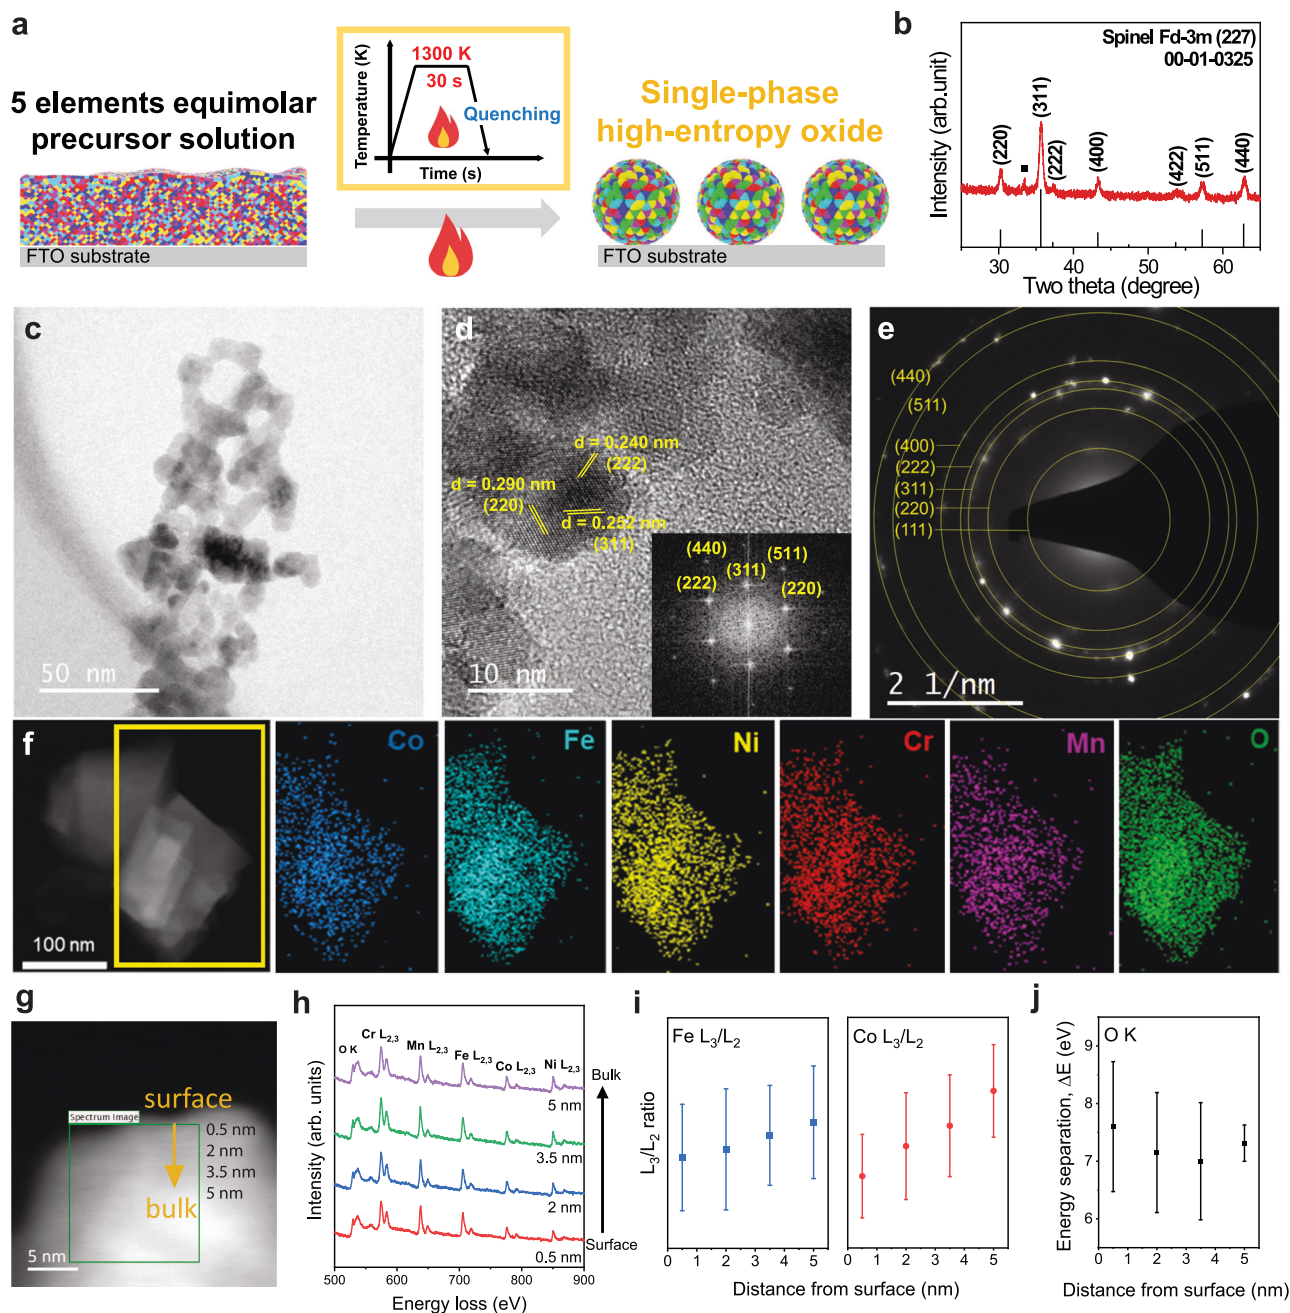 a
5 elements equimolar
precursor solution
FTO substrate
Temperature (K)
1300 K
30 s
Quenching
Time (s)
Single-phase
high-entropy oxide
FTO substrate
b
Spinel Fd-3m (227)
00-01-0325
Intensity (arb.unit)
(220)
(311)
(222)
(400)
(422)
(511)
(440)
30
40
50
60
Two theta (degree)
c
50 nm
d
d = 0.240 nm
(222)
d = 0.290 nm
(220)
d = 0.252 nm
(311)
(440)
(511)
(311)
(222)
(220)
10 nm
e
(440)
(511)
(400)
(222)
(311)
(220)
(111)
2 1/nm
f
100 nm
Co
Fe
Ni
Cr
Mn
O
g
Spectrum Image
surface
0.5 nm
2 nm
3.5 nm
5 nm
bulk
5 nm
h
Intensity (arb. units)
O K
Cr L2,3
Mn L2,3
Fe L2,3
Co L2,3
Ni L2,3
Bulk
5 nm
3.5 nm
2 nm
0.5 nm
Surface
500
600
700
800
900
Energy loss (eV)
i
L3/L2 ratio
Fe L3/L2
Co L3/L2
0 1 2 3 4 5
0 1 2 3 4 5
Distance from surface (nm)
j
Energy separation, ΔE (eV)
O K
9
8
7
6
0 1 2 3 4 5
Distance from surface (nm)